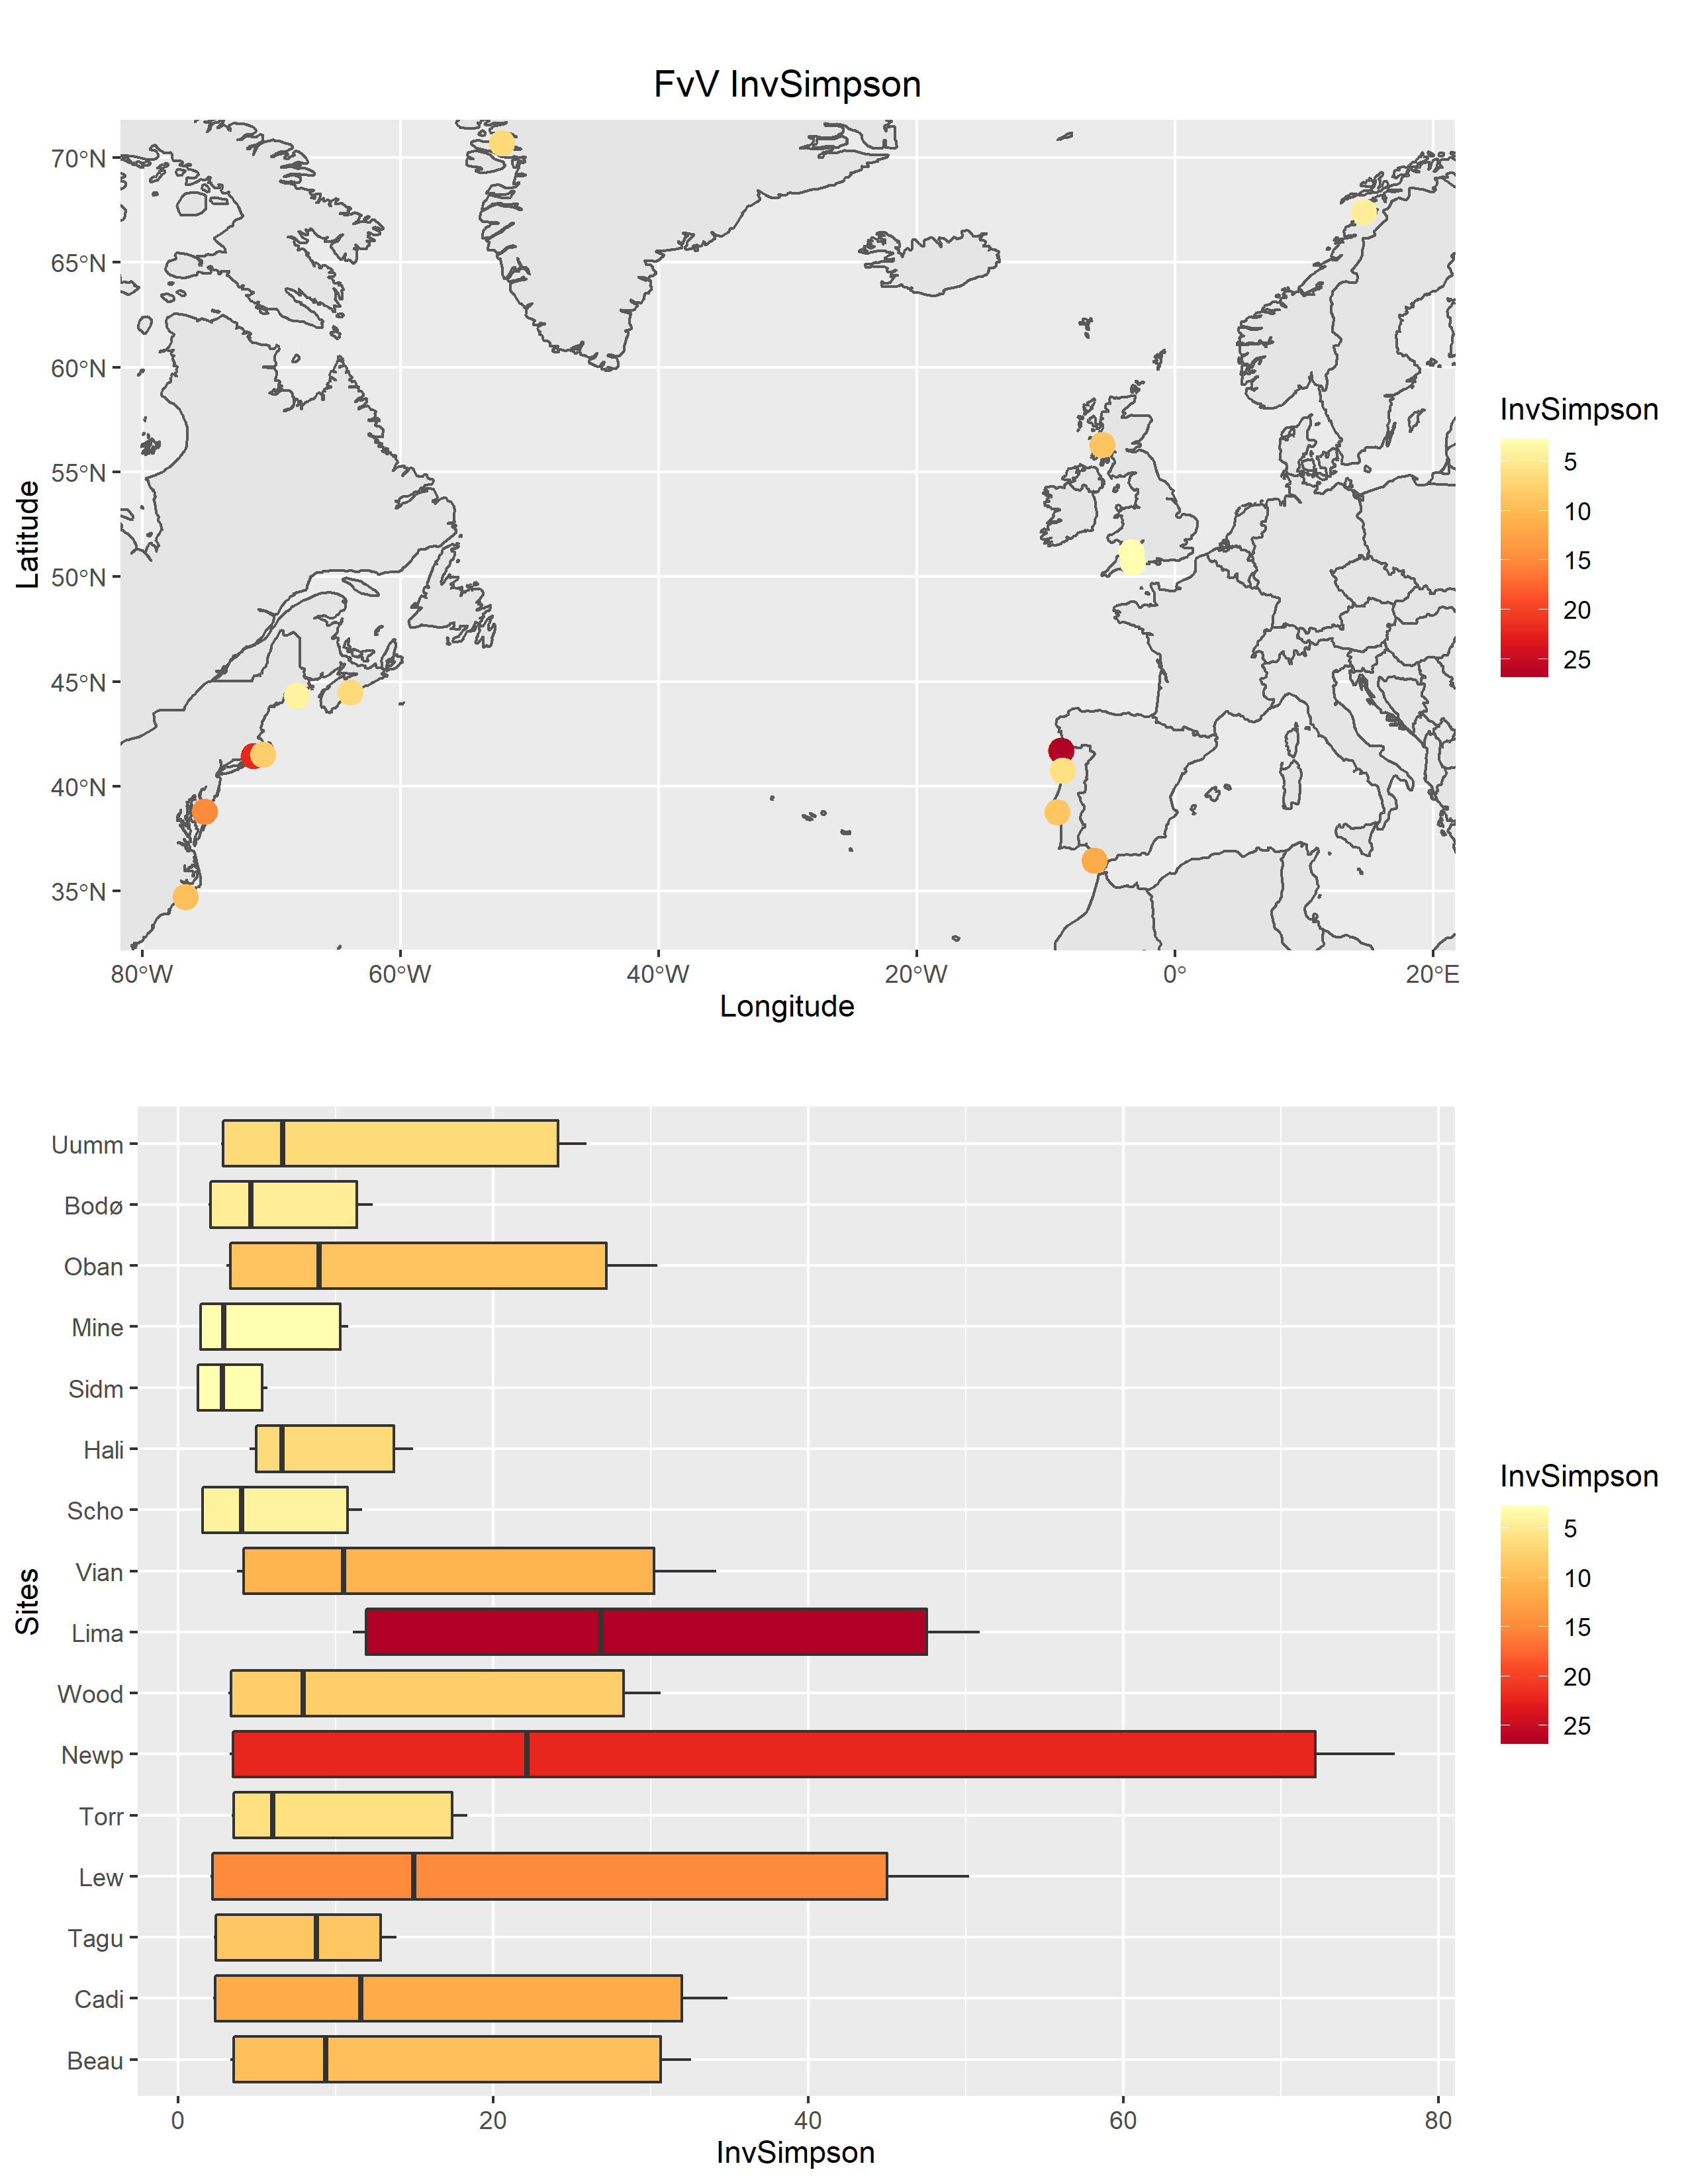 FvV InvSimpson
70°N
65°N
60°N
55°N
50°N
45°N
40°N
35°N
Latitude
80°W 60°W 40°W 20°W 0° 20°E
Longitude
InvSimpson
5
10
15
20
25
Uumm
Bodø
Oban
Mine
Sidm
Hali
Scho
Vian
Lima
Wood
Newp
Torr
Lew
Tagu
Cadi
Beau
Sites
0 20 40 60 80
InvSimpson
InvSimpson
5
10
15
20
25